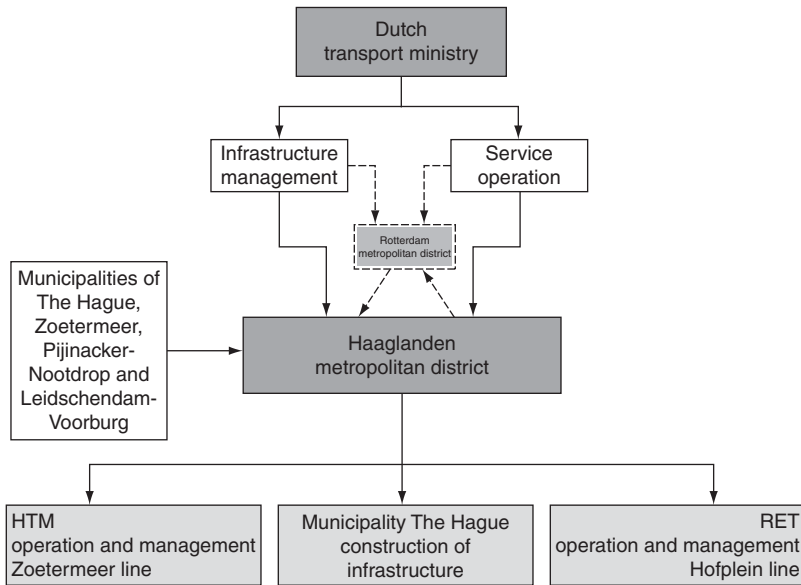 Dutch
transport ministry
Infrastructure
management
Service
operation
Rotterdam
metropolitan district
Municipalities of
The Hague,
Zoetermeer,
Pijinacker-
Nootdrop and
Leidschendam-
Voorburg
Haaglanden
metropolitan district
HTM
operation and management
Zoetermeer line
Municipality The Hague
construction of
infrastructure
RET
operation and management
Hofplein line